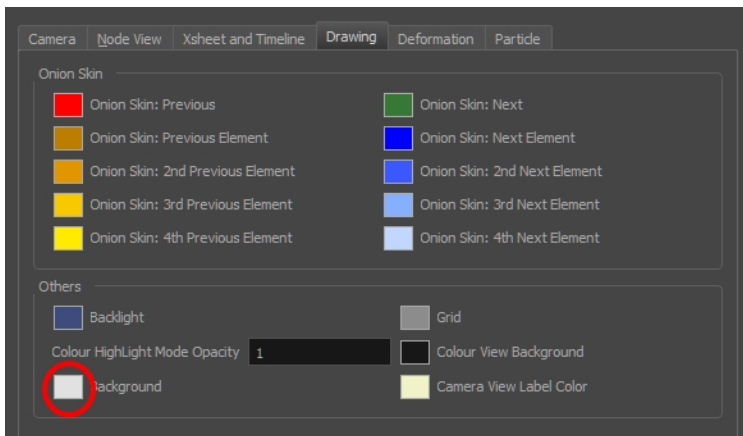 Camera Node View Xsheet and Timeline Drawing Deformation Particle
Onion Skin
Onion Skin: Previous Onion Skin: Next
Onion Skin: Previous Element Onion Skin: Next Element
Onion Skin: 2nd Previous Element Onion Skin: 2nd Next Element
Onion Skin: 3rd Previous Element Onion Skin: 3rd Next Element
Onion Skin: 4th Previous Element Onion Skin: 4th Next Element
Others
Backlight Grid
Colour HighLight Mode Opacity 1 Colour View Background
Background Camera View Label Color